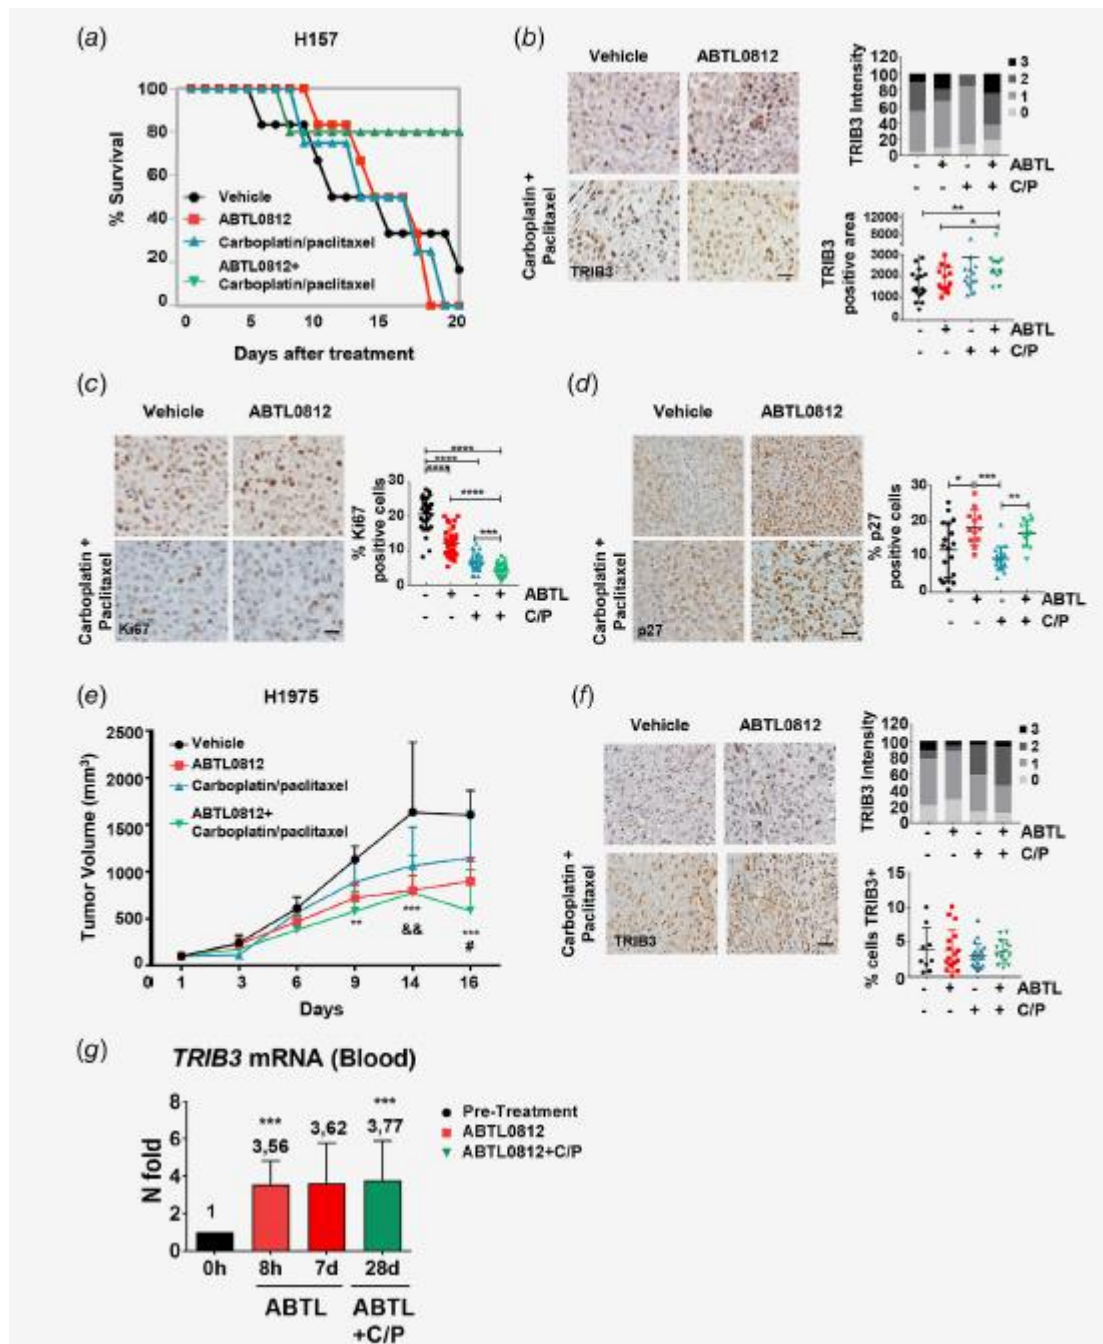 (a)
H157
% Survival
100
80
60
40
20
0
0 5 10 15 20
Days after treatment
Vehicle
ABTL0812
Carboplatin/paclitaxel
ABTL0812+
Carboplatin/paclitaxel
(b)
Vehicle ABTL0812
Carboplatin +
Paclitaxel
TRIB3
TRIB3 Intensity
120
100
80
60
40
20
0
3
2
1
0
- + - + ABTL
- - + + C/P
TRIB3
positive area
12000
8000
3000
2000
1000
0
**
*
- + - + ABTL
- - + + C/P
(c)
Vehicle ABTL0812
Carboplatin +
Paclitaxel
Ki67
% Ki67
positive cells
30
20
10
0
****
****
****
****
***
- + - + ABTL
- - + + C/P
(d)
Vehicle ABTL0812
Carboplatin +
Paclitaxel
p27
% p27
positive cells
30
20
10
0
* ***
**
- + - + ABTL
- - + + C/P
(e)
H1975
Tumor Volume (mm³)
2500
2000
1500
1000
500
0
0 1 3 6 9 14 16
Days
Vehicle
ABTL0812
Carboplatin/paclitaxel
ABTL0812+
Carboplatin/paclitaxel
**
***
&&
***
#
(f)
Vehicle ABTL0812
Carboplatin +
Paclitaxel
TRIB3
TRIB3 Intensity
120
100
80
60
40
20
0
3
2
1
0
- + - + ABTL
- - + + C/P
% cells TRIB3+
15
10
5
0
- + - + ABTL
- - + + C/P
(g)
TRIB3 mRNA (Blood)
N fold
8
6
4
2
0
1
***
3,56
3,62
***
3,77
0h 8h 7d 28d
ABTL ABTL
+C/P
Pre-Treatment
ABTL0812
ABTL0812+C/P